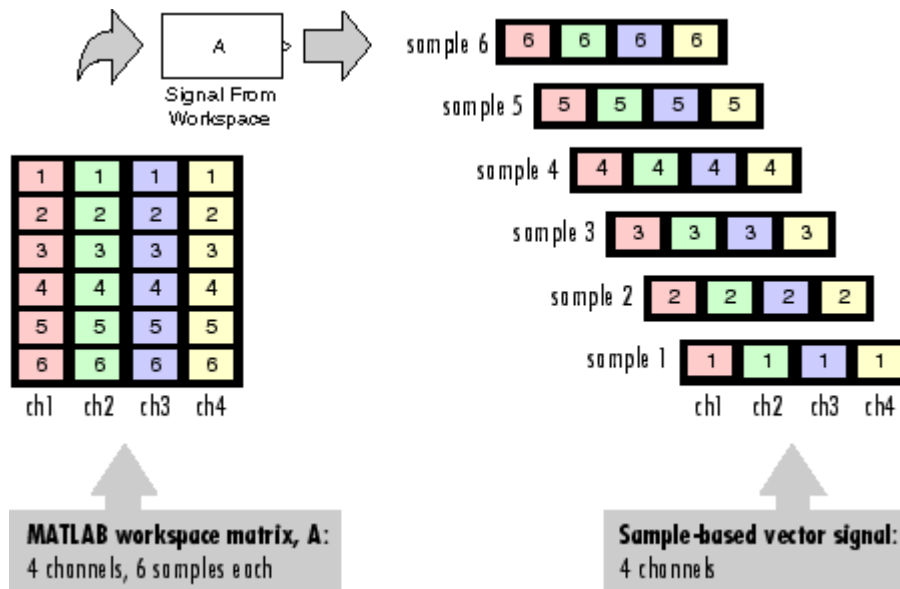 A
Signal From
Workspace
1 1 1 1
2 2 2 2
3 3 3 3
4 4 4 4
5 5 5 5
6 6 6 6
ch1 ch2 ch3 ch4
MATLAB workspace matrix, A:
4 channels, 6 samples each
sample 6 6 6 6 6
sample 5 5 5 5 5
sample 4 4 4 4 4
sample 3 3 3 3 3
sample 2 2 2 2 2
sample 1 1 1 1 1
ch1 ch2 ch3 ch4
Sample-based vector signal:
4 channels